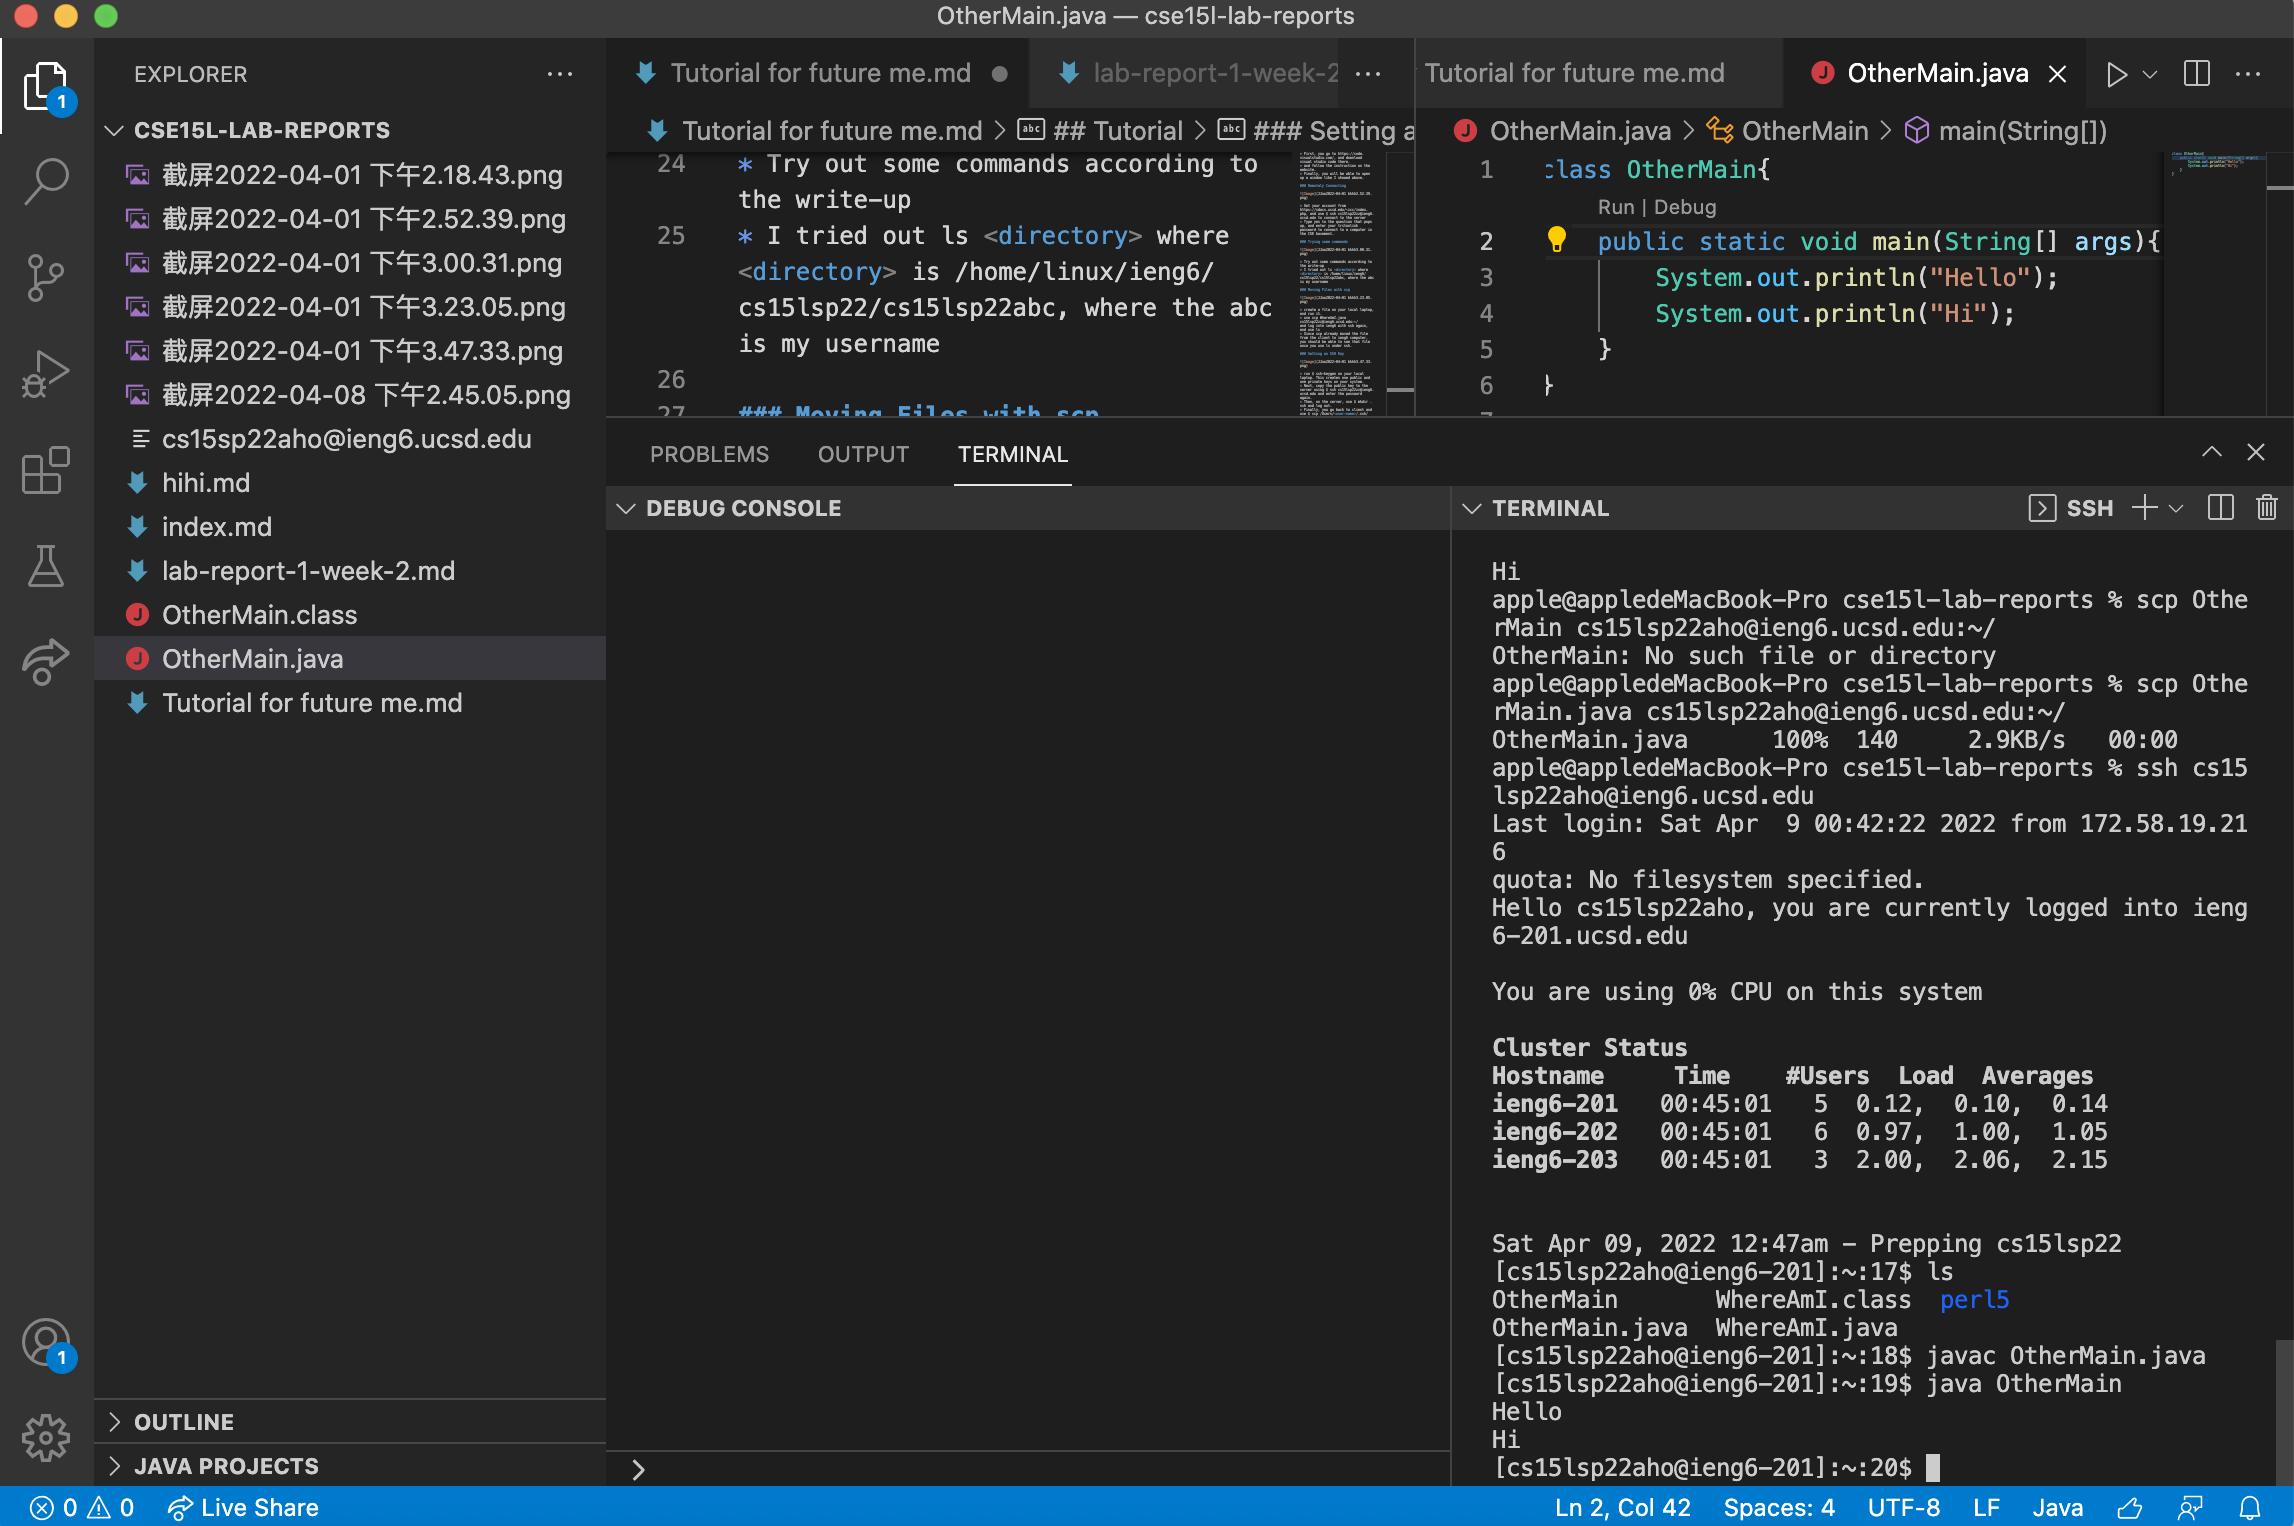 OtherMain.java — cse15l-lab-reports
EXPLORER
1
CSE15L-LAB-REPORTS
截屏2022-04-01 下午2.18.43.png
截屏2022-04-01 下午2.52.39.png
截屏2022-04-01 下午3.00.31.png
截屏2022-04-01 下午3.23.05.png
截屏2022-04-01 下午3.47.33.png
截屏2022-04-08 下午2.45.05.png
cs15sp22aho@ieng6.ucsd.edu
hihi.md
index.md
lab-report-1-week-2.md
OtherMain.class
OtherMain.java
Tutorial for future me.md
1
OUTLINE
JAVA PROJECTS
Tutorial for future me.md
lab-report-1-week-2
Tutorial for future me.md > ## Tutorial > ### Setting a
24 * Try out some commands according to
the write-up
25 * I tried out ls <directory> where
<directory> is /home/linux/ieng6/
cs15lsp22/cs15lsp22abc, where the abc
is my username
26
27 ### Moving Files with scp
Tutorial for future me.md
OtherMain.java
OtherMain.java > OtherMain > main(String[])
1 class OtherMain{
Run | Debug
2 public static void main(String[] args){
3 System.out.println("Hello");
4 System.out.println("Hi");
5 }
6 }
7
PROBLEMS OUTPUT TERMINAL
DEBUG CONSOLE
TERMINAL
SSH
Hi
apple@appledeMacBook-Pro cse15l-lab-reports % scp Othe
rMain cs15lsp22aho@ieng6.ucsd.edu:~/
OtherMain: No such file or directory
apple@appledeMacBook-Pro cse15l-lab-reports % scp Othe
rMain.java cs15lsp22aho@ieng6.ucsd.edu:~/
OtherMain.java 100% 140 2.9KB/s 00:00
apple@appledeMacBook-Pro cse15l-lab-reports % ssh cs15
lsp22aho@ieng6.ucsd.edu
Last login: Sat Apr 9 00:42:22 2022 from 172.58.19.21
6
quota: No filesystem specified.
Hello cs15lsp22aho, you are currently logged into ieng
6-201.ucsd.edu
You are using 0% CPU on this system
Cluster Status
Hostname Time #Users Load Averages
ieng6-201 00:45:01 5 0.12, 0.10, 0.14
ieng6-202 00:45:01 6 0.97, 1.00, 1.05
ieng6-203 00:45:01 3 2.00, 2.06, 2.15
Sat Apr 09, 2022 12:47am - Prepping cs15lsp22
[cs15lsp22aho@ieng6-201]:~:17$ ls
OtherMain WhereAmI.class perl5
OtherMain.java WhereAmI.java
[cs15lsp22aho@ieng6-201]:~:18$ javac OtherMain.java
[cs15lsp22aho@ieng6-201]:~:19$ java OtherMain
Hello
Hi
[cs15lsp22aho@ieng6-201]:~:20$
0 0 Live Share
Ln 2, Col 42 Spaces: 4 UTF-8 LF Java